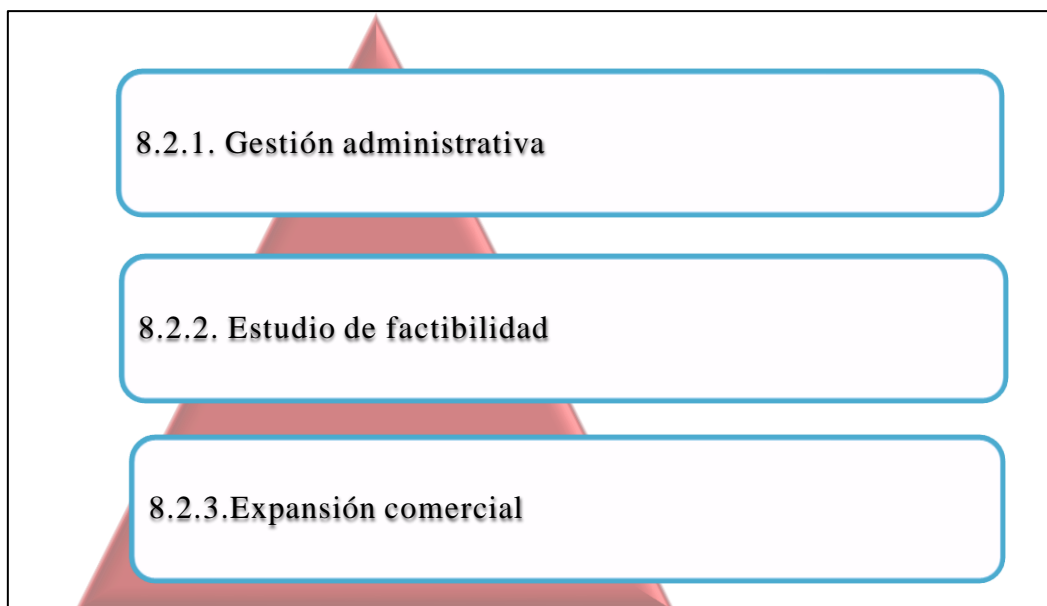 8.2.1. Gestión administrativa
8.2.2. Estudio de factibilidad
8.2.3.Expansión comercial